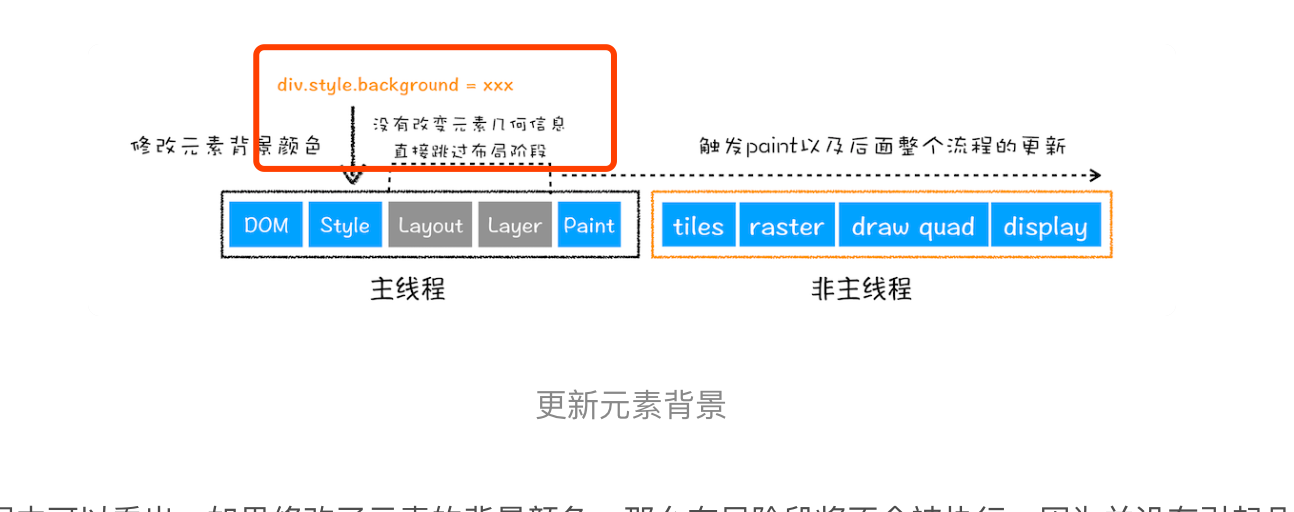 div.style.background = xxx
没有改变元素几何信息
直接跳过布局阶段
修改元素背景颜色
触发paint以及后面整个流程的更新
DOM Style Layout Layer Paint
tiles raster draw quad display
主线程
非主线程
更新元素背景